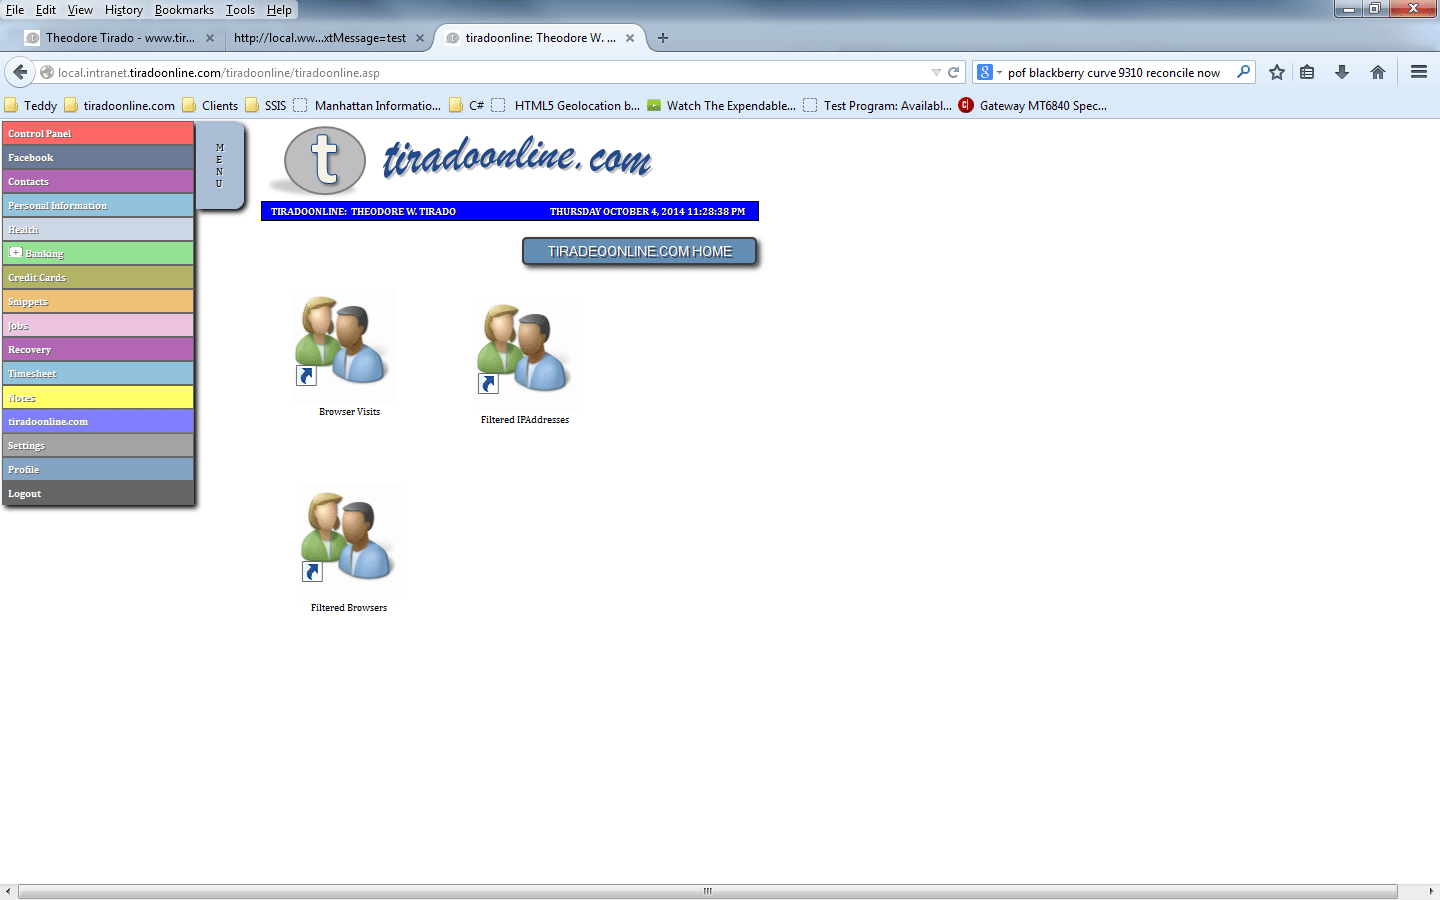 File Edit View History Bookmarks Tools Help
Theodore Tirado - www.tir... http://local.ww...xtMessage=test tiradoonline: Theodore W. ...
local.intranet.tiradoonline.com/tiradoonline/tiradoonline.asp
pof blackberry curve 9310 reconcile now
Teddy tiradoonline.com Clients SSIS Manhattan Informatio... C# HTML5 Geolocation b... Watch The Expendable... Test Program: Availabl... Gateway MT6840 Spec...
Control Panel
Facebook
Contacts
Personal Information
Health
Banking
Credit Cards
Snippets
Jobs
Recovery
Timesheet
Notes
tiradoonline.com
Settings
Profile
Logout
M
E
N
U
t tiradoonline.com
TIRADOONLINE: THEODORE W. TIRADO THURSDAY OCTOBER 4, 2014 11:28:38 PM
TIRADEOONLINE.COM HOME
Browser Visits
Filtered IPAddresses
Filtered Browsers